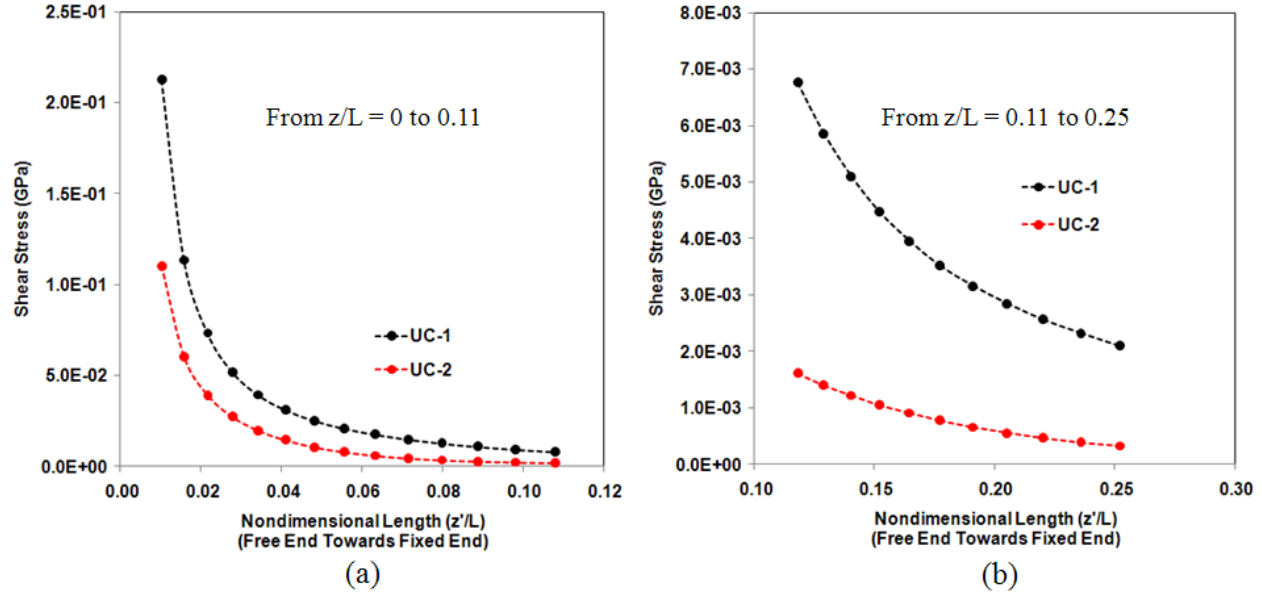 2.5E-01
2.0E-01
1.5E-01
1.0E-01
5.0E-02
0.0E+00
Shear Stress (GPa)
From z/L = 0 to 0.11
UC-1
UC-2
0.00 0.02 0.04 0.06 0.08 0.10 0.12
Nondimensional Length (z'/L)
(Free End Towards Fixed End)
(a)
8.0E-03
7.0E-03
6.0E-03
5.0E-03
4.0E-03
3.0E-03
2.0E-03
1.0E-03
0.0E+00
Shear Stress (GPa)
From z/L = 0.11 to 0.25
UC-1
UC-2
0.10 0.15 0.20 0.25 0.30
Nondimensional Length (z'/L)
(Free End Towards Fixed End)
(b)